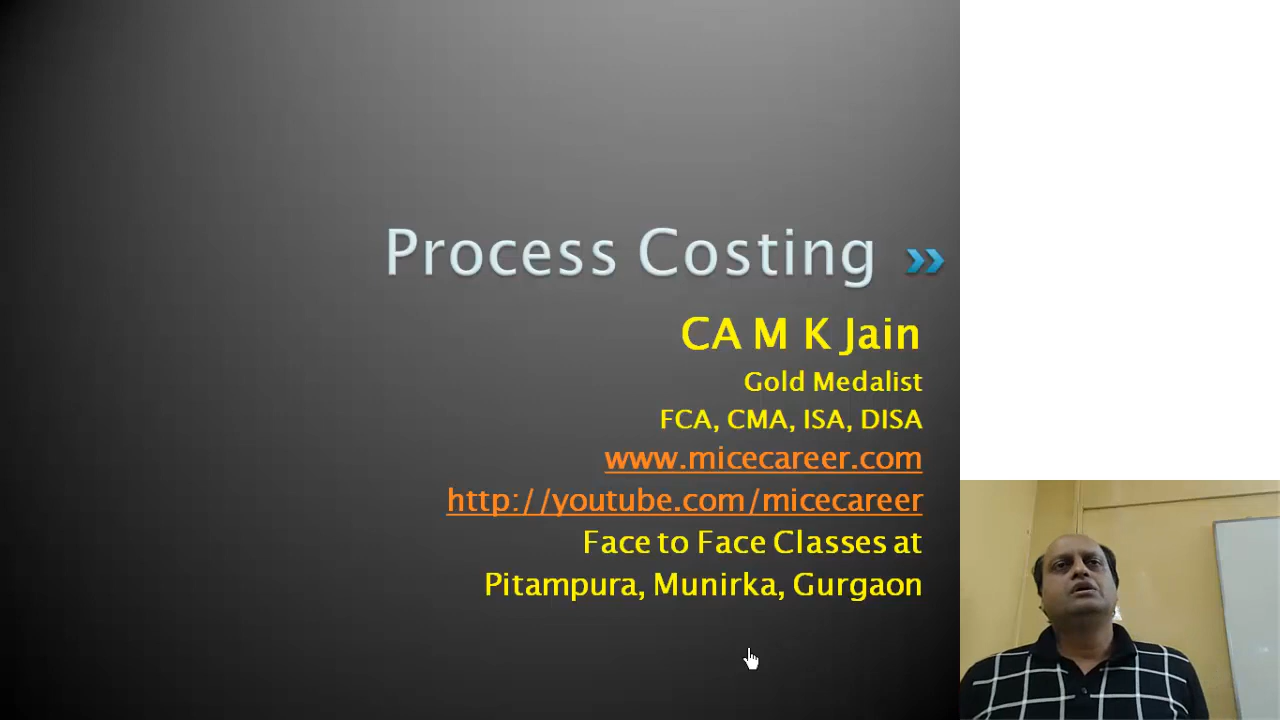 Process Costing
CA M K Jain
Gold Medalist
FCA, CMA, ISA, DISA
www.micecareer.com
http://youtube.com/micecareer
Face to Face Classes at
Pitampura, Munirka, Gurgaon